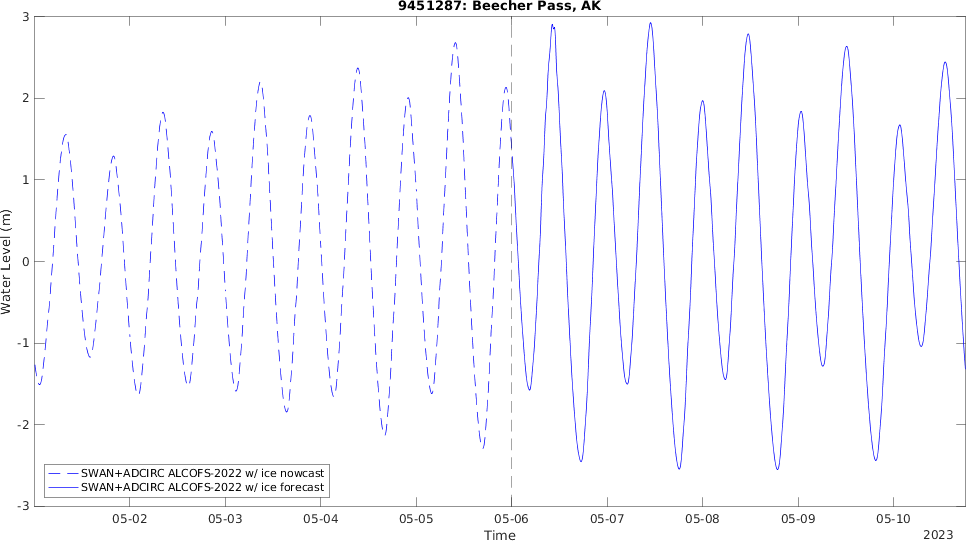 9451287: Beecher Pass, AK
3
2
1
0
-1
-2
-3
Water Level (m)
SWAN+ADCIRC ALCOFS-2022 w/ ice nowcast
SWAN+ADCIRC ALCOFS-2022 w/ ice forecast
05-02 05-03 05-04 05-05 05-06 05-07 05-08 05-09 05-10
Time
2023